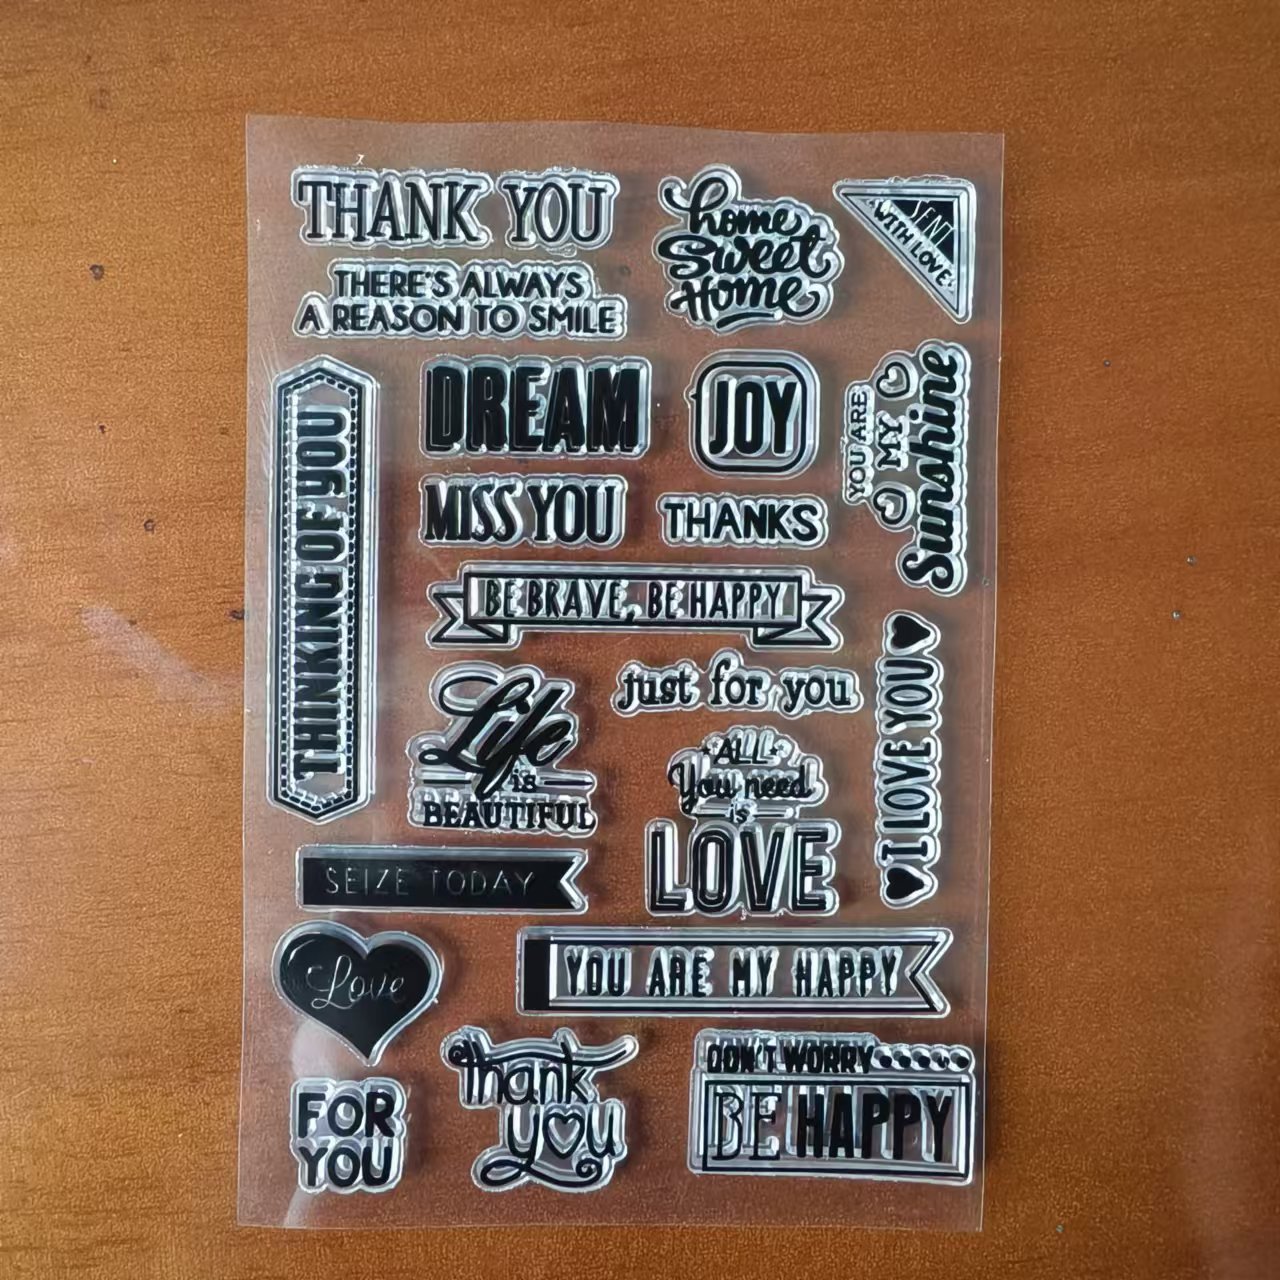 THANK YOU
THERE'S ALWAYS
A REASON TO SMILE
home
Sweet
Home
SENT
WITH LOVE
THINKING OF YOU
DREAM
JOY
YOU ARE
MY
Sunshine
MISS YOU
THANKS
BE BRAVE, BE HAPPY
just for you
I LOVE YOU
Life
is
BEAUTIFUL
ALL
You need
is
LOVE
SEIZE TODAY
Love
YOU ARE MY HAPPY
FOR
YOU
thank
you
DON'T WORRY
BE HAPPY